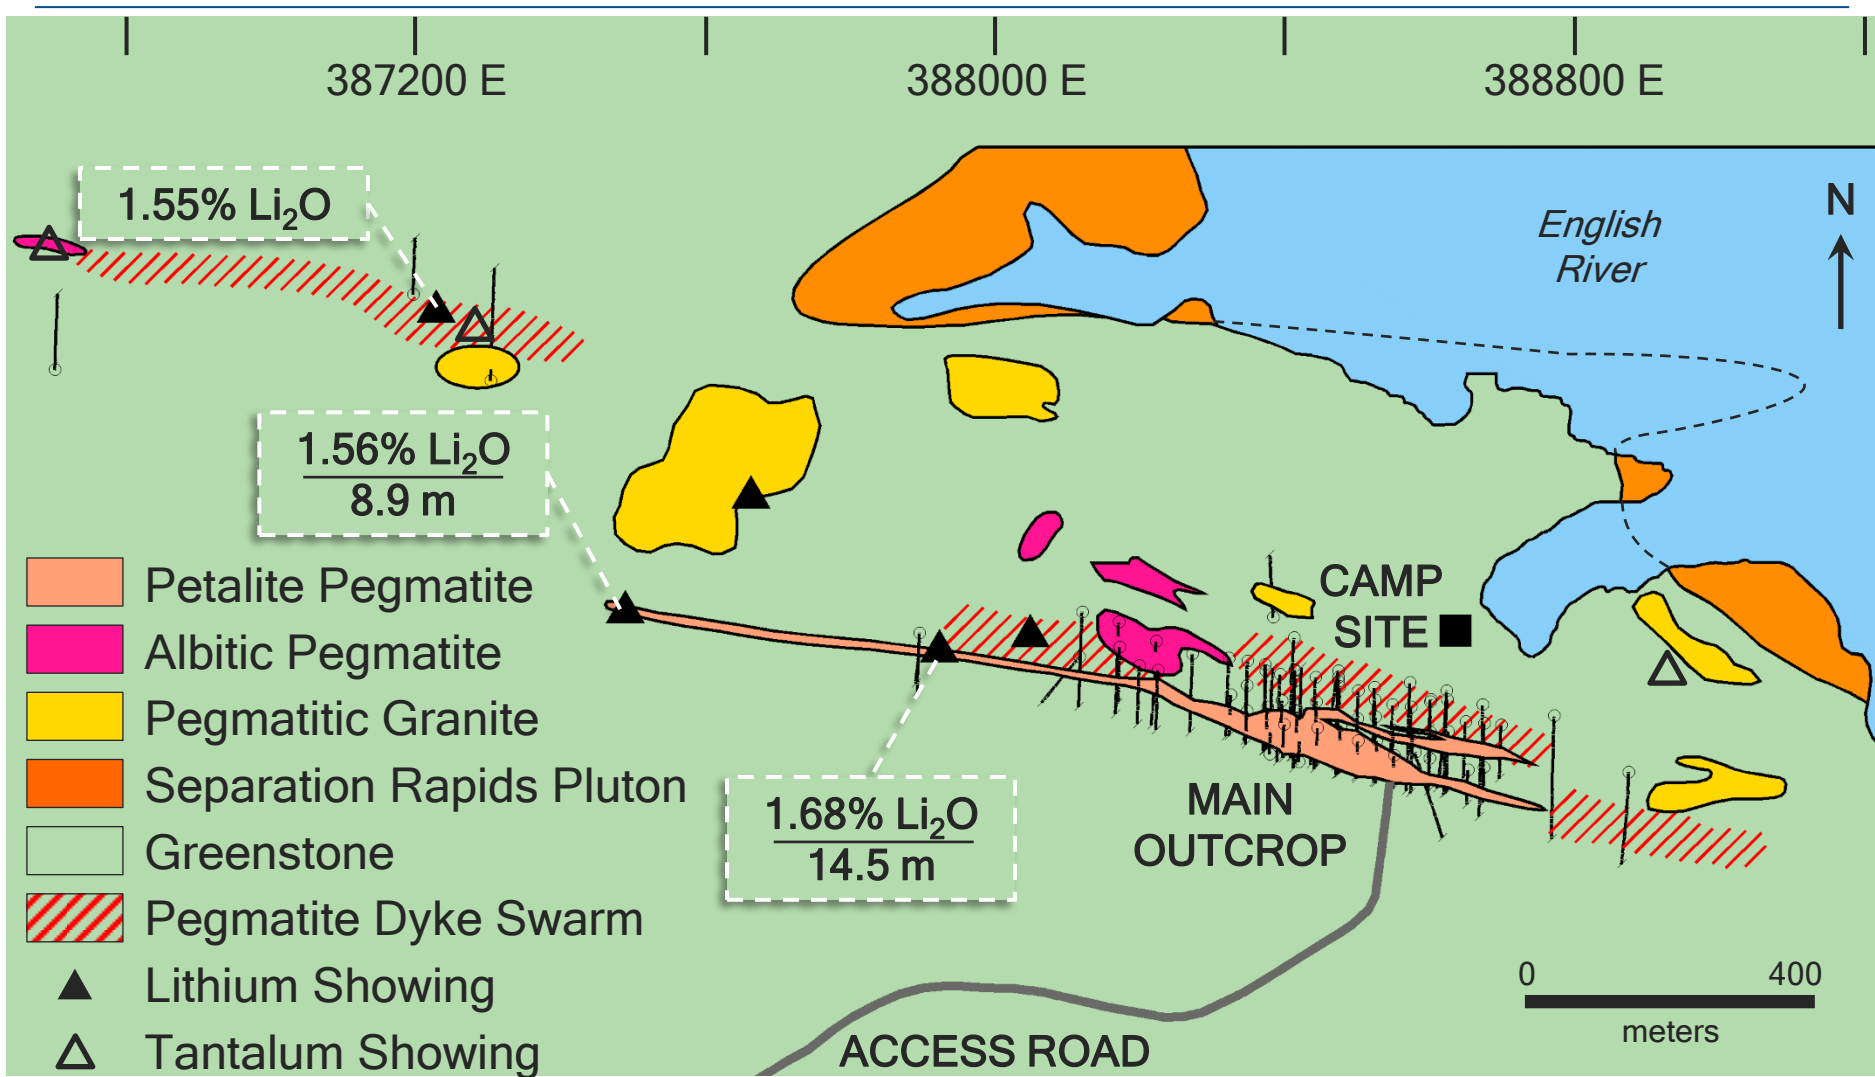 387200 E
388000 E
388800 E
1.55% Li₂O
N
English
River
1.56% Li₂O
8.9 m
Petalite Pegmatite
Albitic Pegmatite
Pegmatitic Granite
Separation Rapids Pluton
Greenstone
Pegmatite Dyke Swarm
Lithium Showing
Tantalum Showing
CAMP
SITE
1.68% Li₂O
14.5 m
MAIN
OUTCROP
ACCESS ROAD
0
400
meters